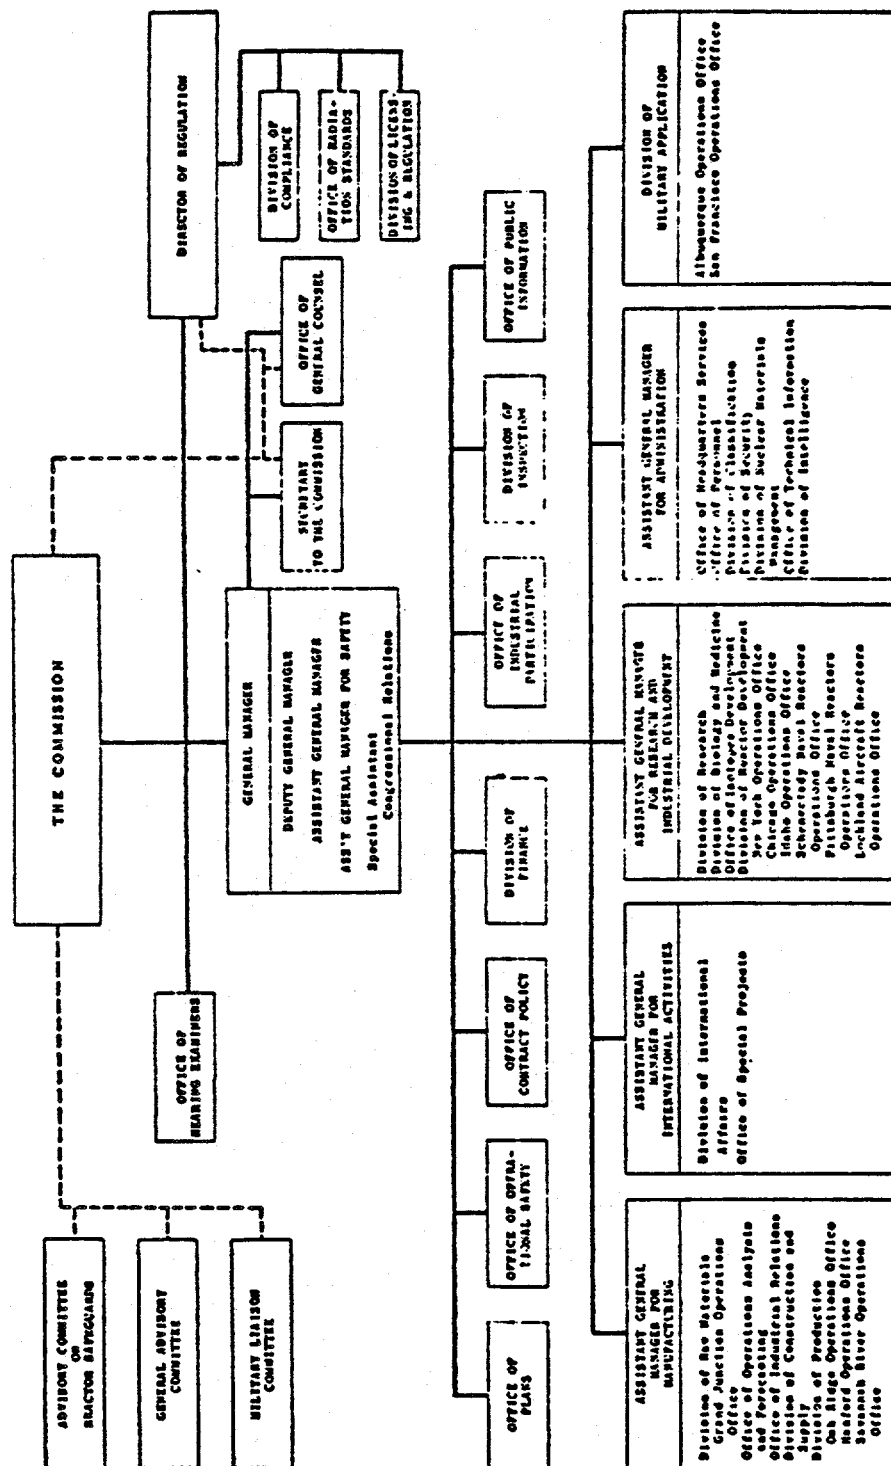 THE COMMISSION
ADVISORY COMMITTEE
ON
REACTOR SAFEGUARDS
GENERAL ADVISORY
COMMITTEE
MILITARY LIAISON
COMMITTEE
OFFICE OF
HEARING EXAMINERS
DIRECTOR OF REGULATION
DIVISION OF
COMPLIANCE
OFFICE OF RADIA-
TION STANDARDS
DIVISION OF LICENS-
ING & REGULATION
SECRETARY
TO THE COMMISSION
OFFICE OF
GENERAL COUNSEL
GENERAL MANAGER
DEPUTY GENERAL MANAGER
ASSISTANT GENERAL MANAGER
ASS'T GENERAL MANAGER FOR SAFETY
Special Assistant
Congressional Relations
OFFICE OF
PLANS
OFFICE OF OPERA-
TIONAL SAFETY
OFFICE OF
CONTRACT POLICY
DIVISION OF
FINANCE
OFFICE OF
INDUSTRIAL
PARTICIPATION
DIVISION OF
INSPECTION
OFFICE OF PUBLIC
INFORMATION
ASSISTANT GENERAL
MANAGER FOR
MANUFACTURING
Division of Raw Materials
Grand Junction Operations
Office
Office of Operations Analysis
and Forecasting
Office of Industrial Relations
Division of Construction and
Supply
Division of Production
Oak Ridge Operations Office
Hanford Operations Office
Savannah River Operations
Office
ASSISTANT GENERAL
MANAGER FOR
INTERNATIONAL ACTIVITIES
Division of International
Affairs
Office of Special Projects
ASSISTANT GENERAL MANAGER
FOR RESEARCH AND
INDUSTRIAL DEVELOPMENT
Division of Research
Division of Biology and Medicine
Office of Isotopes Development
Division of Reactor Development
New York Operations Office
Chicago Operations Office
Idaho Operations Office
Schenectady Naval Reactors
Operations Office
Pittsburgh Naval Reactors
Operations Office
Lockland Aircraft Reactors
Operations Office
ASSISTANT GENERAL MANAGER
FOR ADMINISTRATION
Office of Headquarters Services
Office of Personnel
Division of Classification
Division of Security
Division of Nuclear Materials
Management
Office of Technical Information
Division of Intelligence
DIVISION OF
MILITARY APPLICATION
Albuquerque Operations Office
San Francisco Operations Office